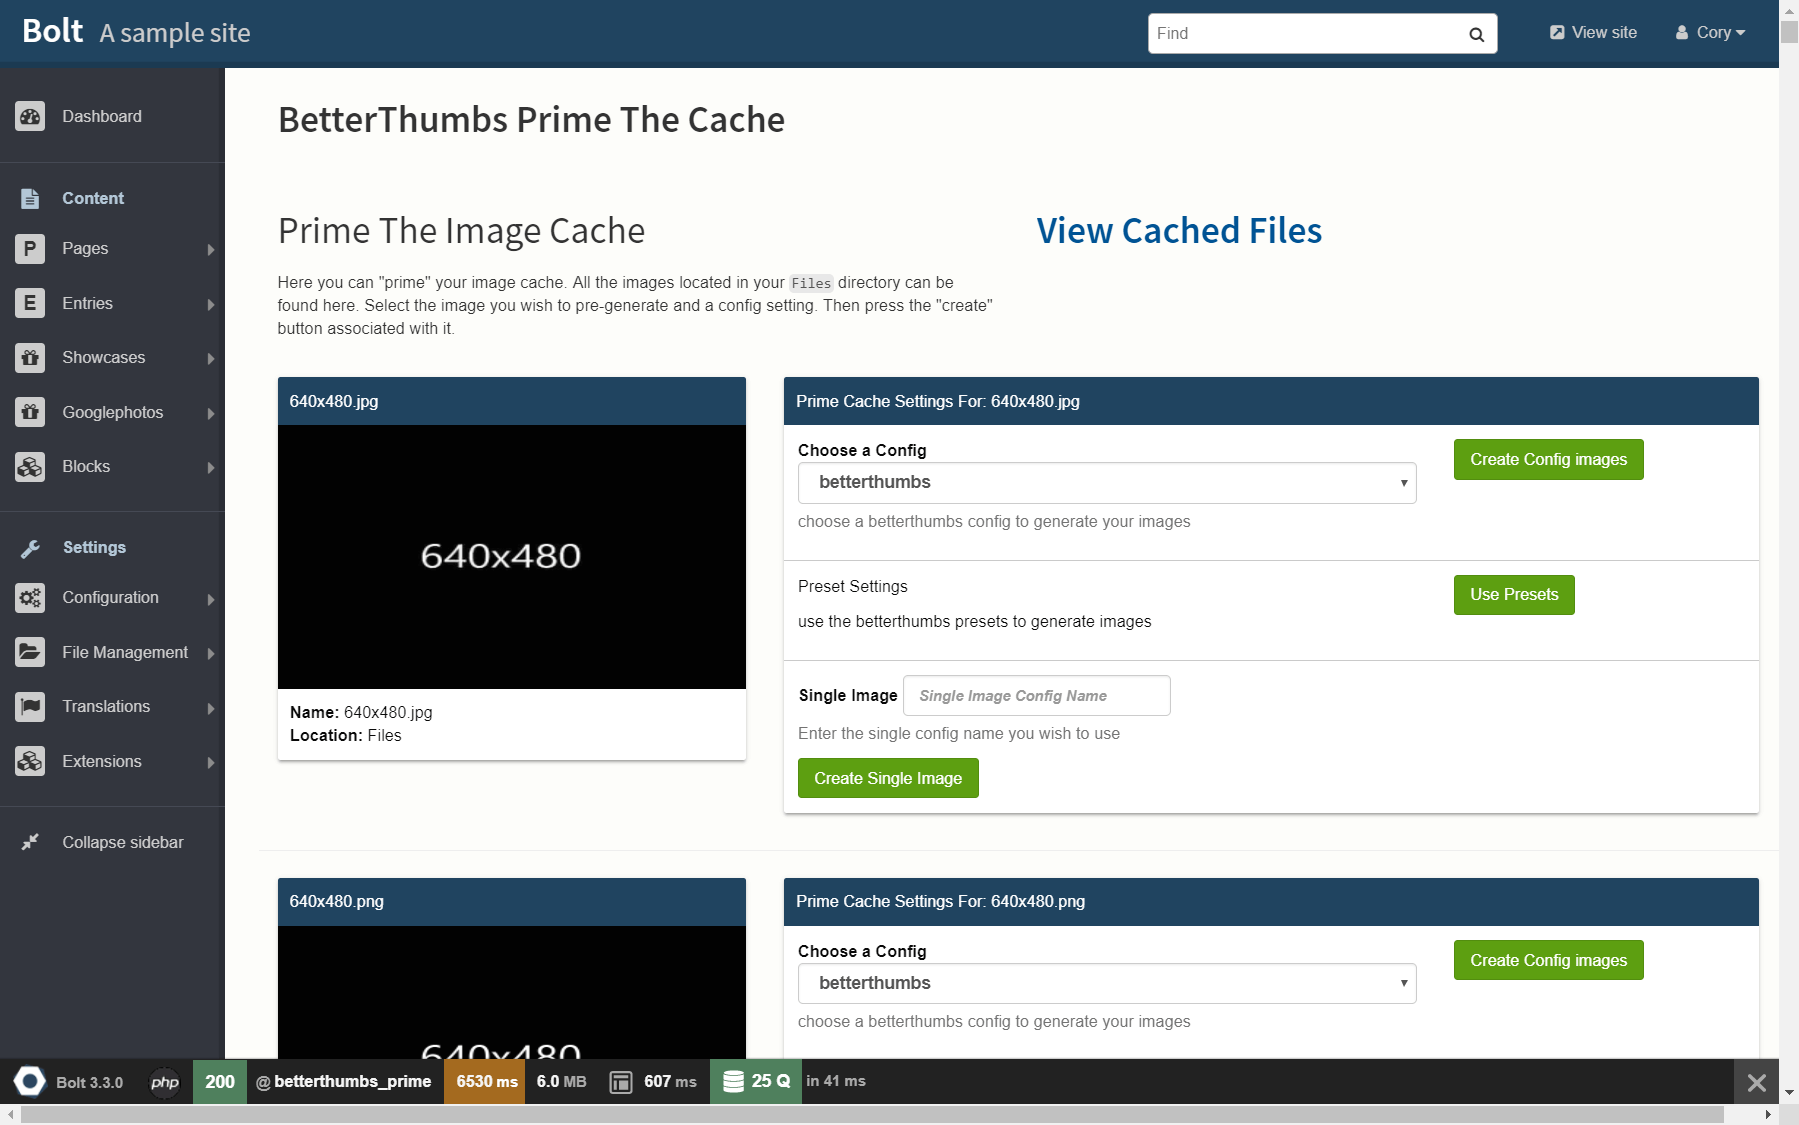 Bolt A sample site
Find
View site
Cory
Dashboard
Content
P Pages
E Entries
Showcases
Googlephotos
Blocks
Settings
Configuration
File Management
Translations
Extensions
Collapse sidebar
BetterThumbs Prime The Cache
Prime The Image Cache
View Cached Files
Here you can "prime" your image cache. All the images located in your Files directory can be
found here. Select the image you wish to pre-generate and a config setting. Then press the "create"
button associated with it.
640x480.jpg
640x480
Name: 640x480.jpg
Location: Files
Prime Cache Settings For: 640x480.jpg
Choose a Config
betterthumbs
choose a betterthumbs config to generate your images
Create Config images
Preset Settings
use the betterthumbs presets to generate images
Use Presets
Single Image Single Image Config Name
Enter the single config name you wish to use
Create Single Image
640x480.png
640x480
Prime Cache Settings For: 640x480.png
Choose a Config
betterthumbs
choose a betterthumbs config to generate your images
Create Config images
Bolt 3.3.0 php 200 @ betterthumbs_prime 6530 ms 6.0 MB 607 ms 25 Q in 41 ms